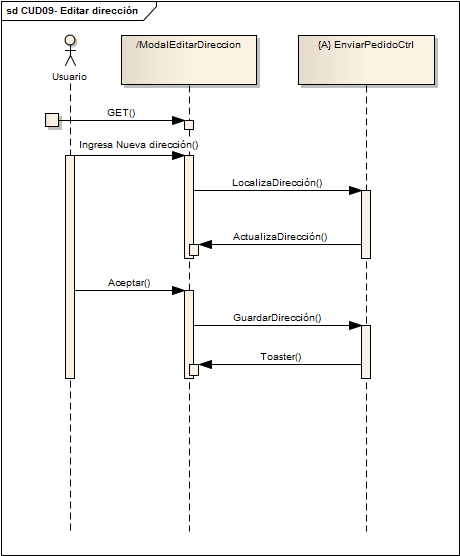 sd CUD09- Editar dirección
/ModalEditarDireccion
{A} EnviarPedidoCtrl
Usuario
GET()
Ingresa Nueva dirección()
LocalizaDirección()
ActualizaDirección()
Aceptar()
GuardarDirección()
Toaster()